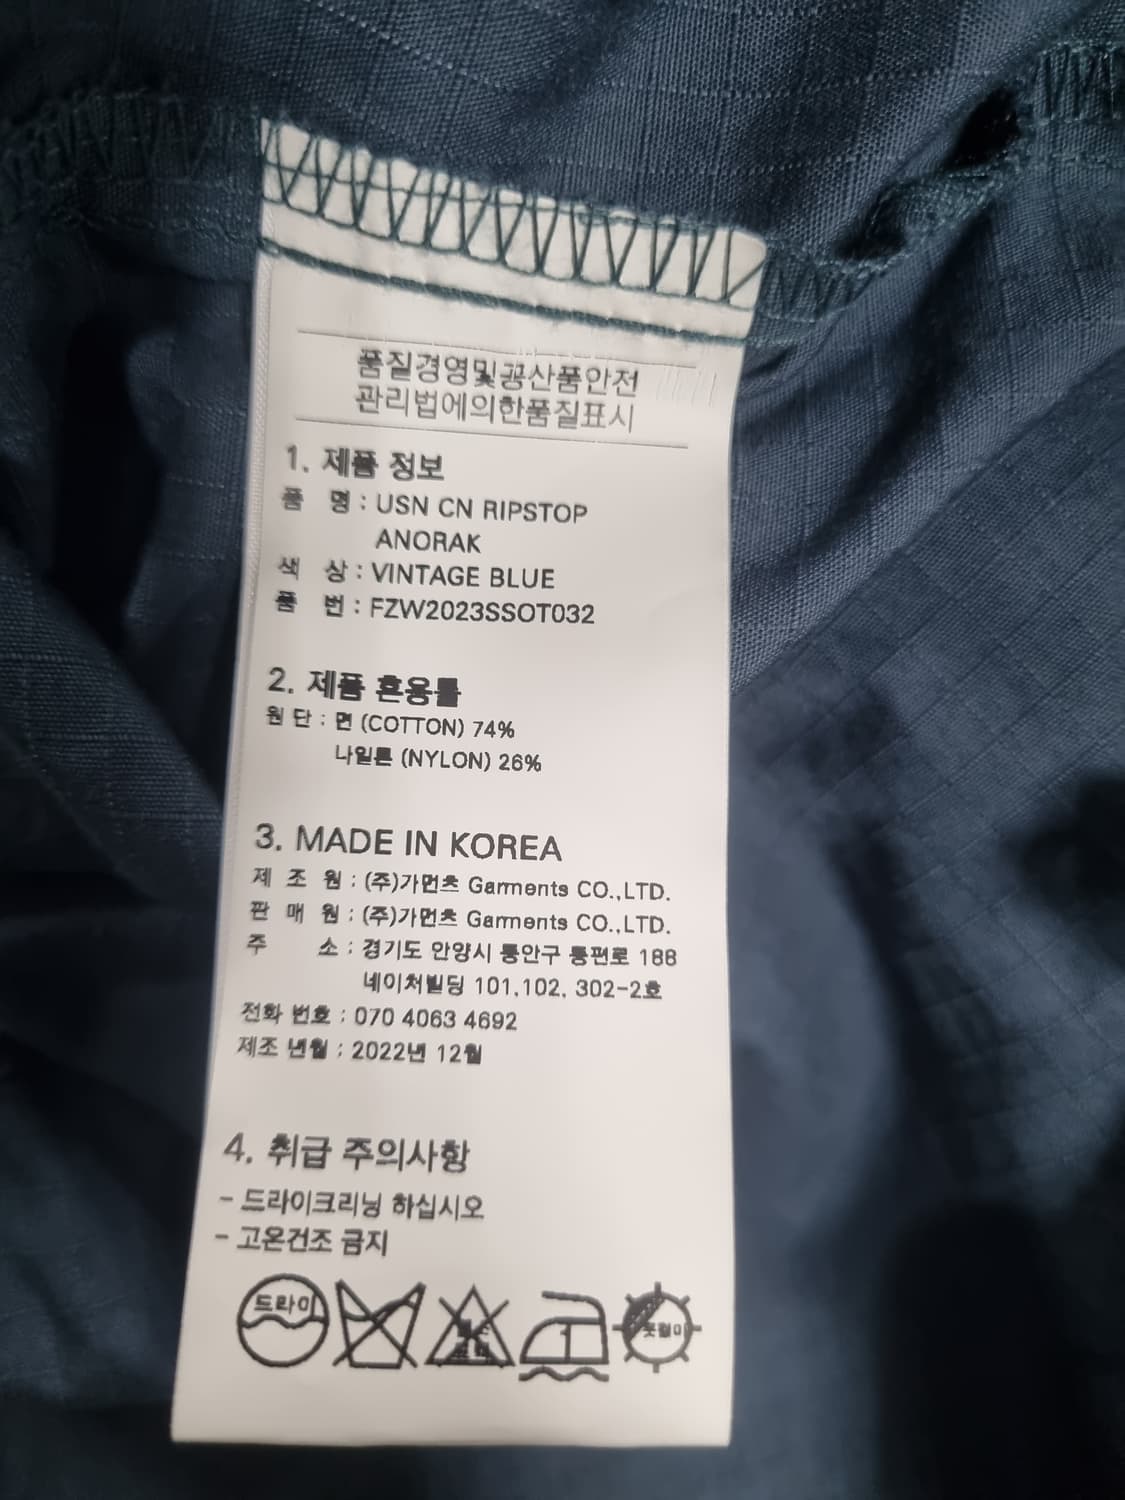 품질경영및공산품안전
관리법에의한품질표시
1. 제품 정보
품 명 : USN CN RIPSTOP
ANORAK
색 상 : VINTAGE BLUE
품 번 : FZW2023SSOT032
2. 제품 혼용률
원 단 : 면 (COTTON) 74%
나일론 (NYLON) 26%
3. MADE IN KOREA
제 조 원 : (주)가먼츠 Garments CO.,LTD.
판 매 원 : (주)가먼츠 Garments CO.,LTD.
주 소 : 경기도 안양시 동안구 동편로 188
네이처빌딩 101,102, 302-2호
전화 번호 : 070 4063 4692
제조 년월 : 2022년 12월
4. 취급 주의사항
- 드라이크리닝 하십시오
- 고온건조 금지
드라이
옷걸이